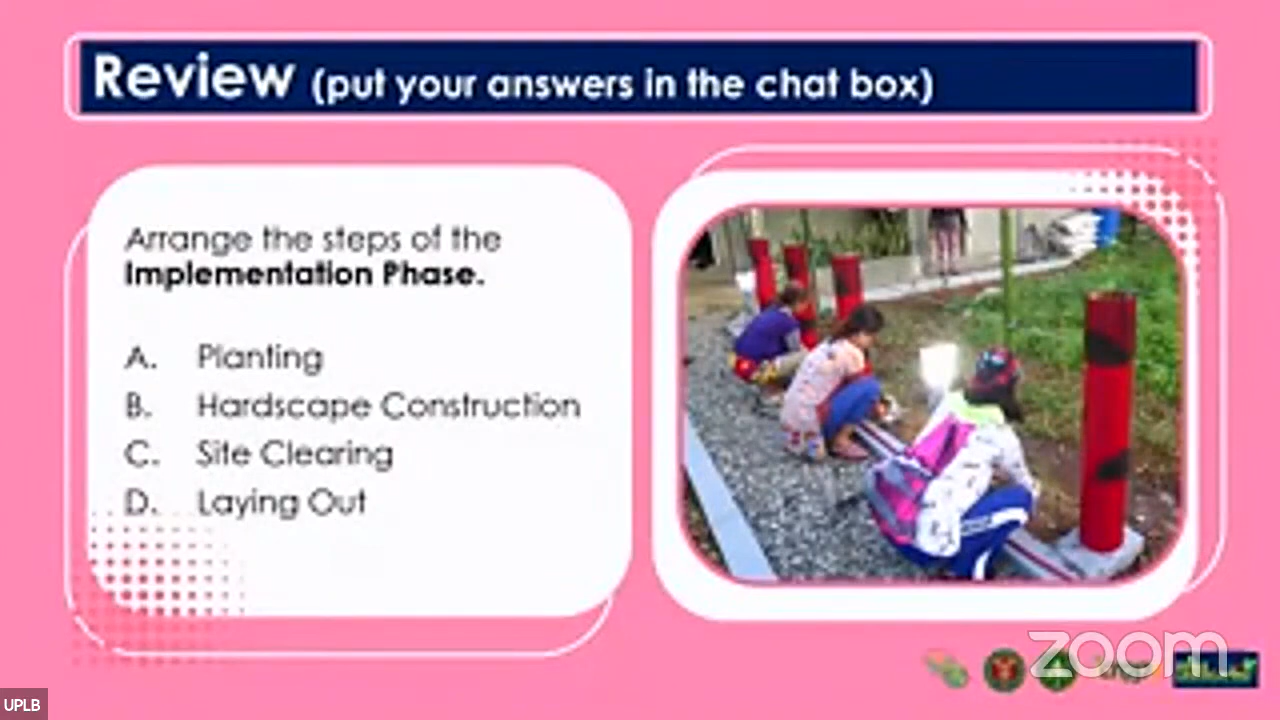 Review (put your answers in the chat box)
Arrange the steps of the
Implementation Phase.
A. Planting
B. Hardscape Construction
C. Site Clearing
D. Laying Out
zoom
UPLB